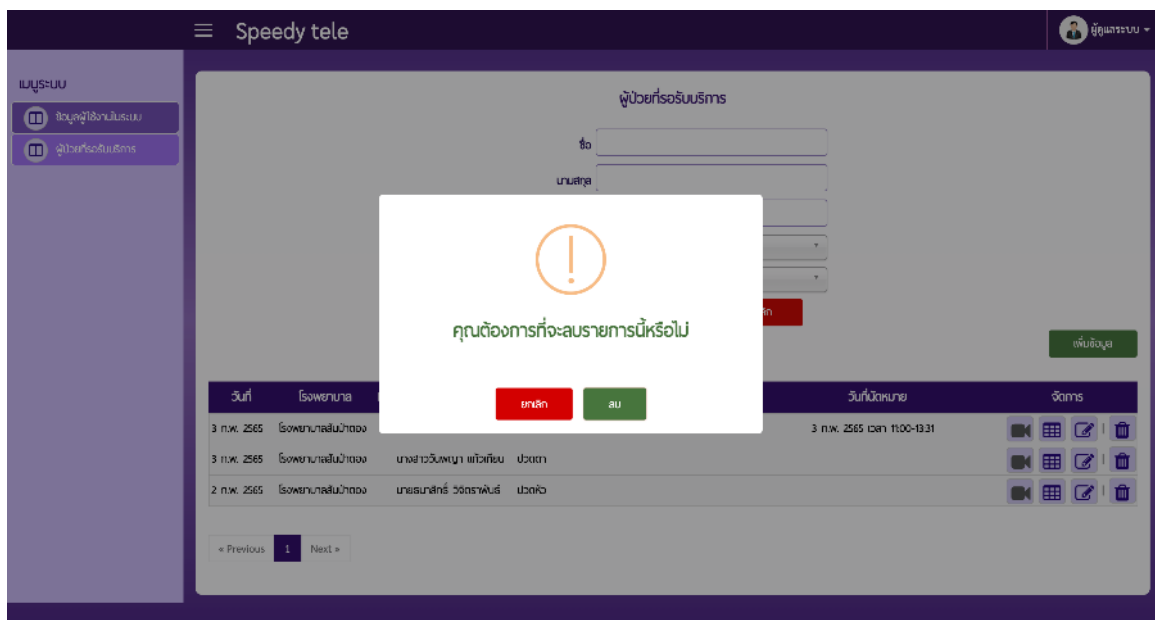 Speedy tele
ผู้ดูแลระบบ
เมนูระบบ
ข้อมูลผู้ใช้งานในระบบ
ผู้ป่วยที่รอรับบริการ
ผู้ป่วยที่รอรับบริการ
ชื่อ
นามสกุล
คุณต้องการที่จะลบรายการนี้หรือไม่
ยกเลิก ลบ
เพิ่มข้อมูล
วันที่ โรงพยาบาล วันที่นัดหมาย จัดการ
3 ก.พ. 2565 โรงพยาบาลสันป่าตอง 3 ก.พ. 2565 เวลา 11:00-13:31
3 ก.พ. 2565 โรงพยาบาลสันป่าตอง นางสาววันพญา แก้วเทียน ปวดตา
2 ก.พ. 2565 โรงพยาบาลสันป่าตอง นายธนาสิทธิ์ วิจิตราพันธ์ ปวดหัว
« Previous 1 Next »